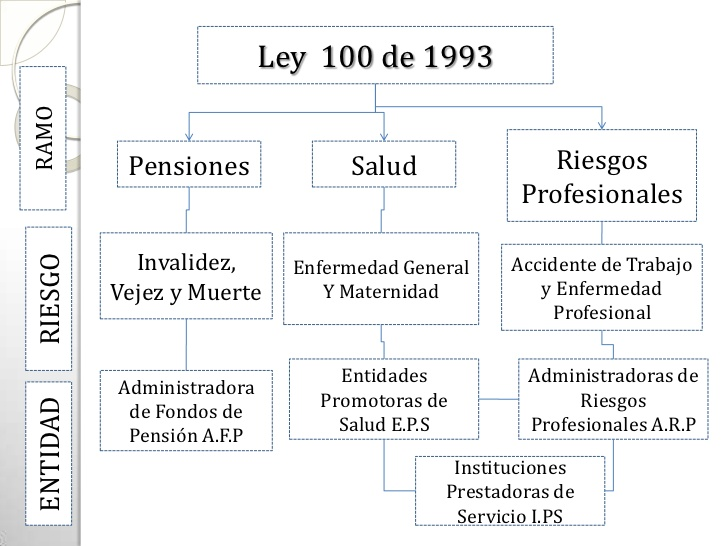 Ley 100 de 1993
RAMO
Pensiones
Salud
Riesgos
Profesionales
RIESGO
Invalidez,
Vejez y Muerte
Enfermedad General
Y Maternidad
Accidente de Trabajo
y Enfermedad
Profesional
ENTIDAD
Administradora
de Fondos de
Pensión A.F.P
Entidades
Promotoras de
Salud E.P.S
Administradoras de
Riesgos
Profesionales A.R.P
Instituciones
Prestadoras de
Servicio I.PS